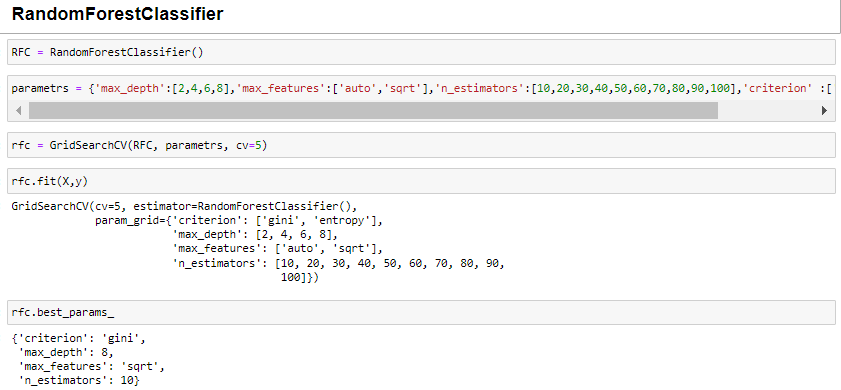 RandomForestClassifier
RFC = RandomForestClassifier()
parametrs = {'max_depth':[2,4,6,8],'max_features':['auto','sqrt'],'n_estimators':[10,20,30,40,50,60,70,80,90,100],'criterion' :[
rfc = GridSearchCV(RFC, parametrs, cv=5)
rfc.fit(X,y)
GridSearchCV(cv=5, estimator=RandomForestClassifier(),
param_grid={'criterion': ['gini', 'entropy'],
'max_depth': [2, 4, 6, 8],
'max_features': ['auto', 'sqrt'],
'n_estimators': [10, 20, 30, 40, 50, 60, 70, 80, 90,
100]})
rfc.best_params_
{'criterion': 'gini',
'max_depth': 8,
'max_features': 'sqrt',
'n_estimators': 10}